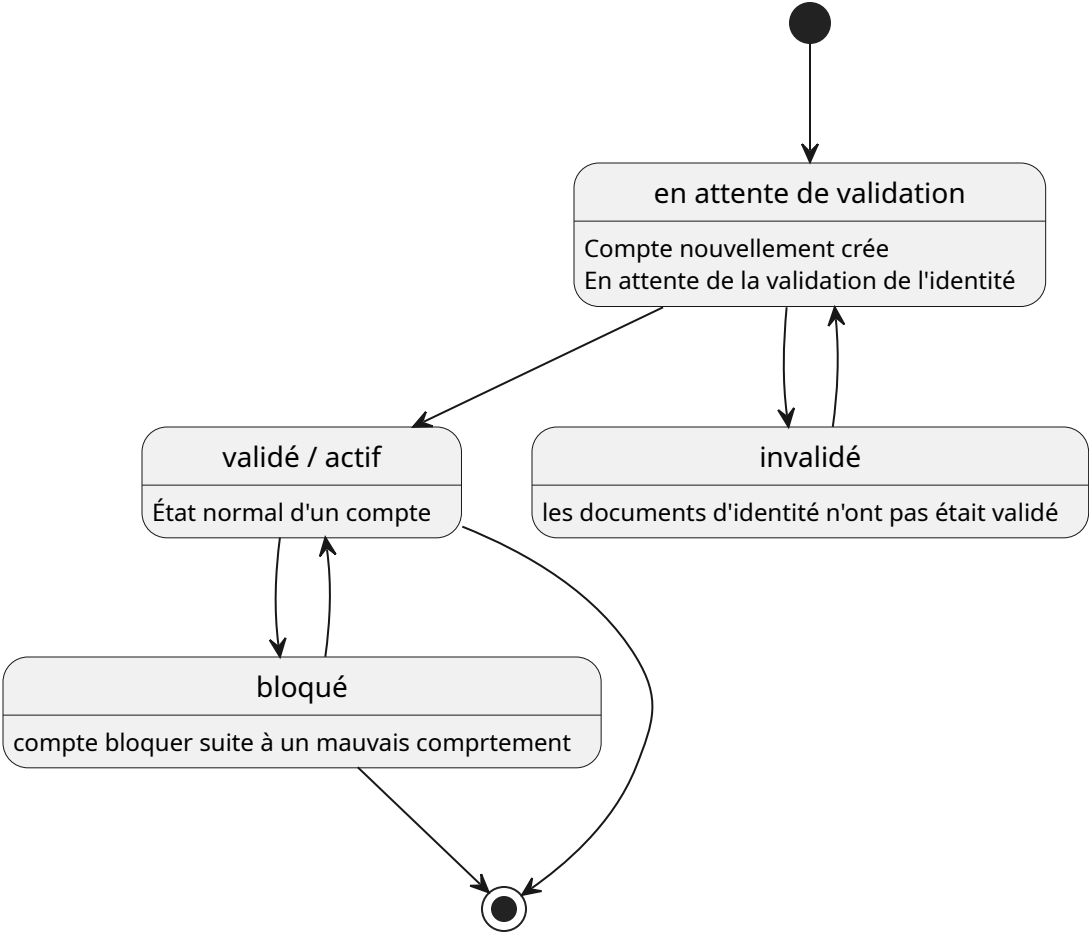 en attente de validation
Compte nouvellement crée
En attente de la validation de l'identité
validé / actif
État normal d'un compte
invalidé
les documents d'identité n'ont pas était validé
bloqué
compte bloquer suite à un mauvais comprtement